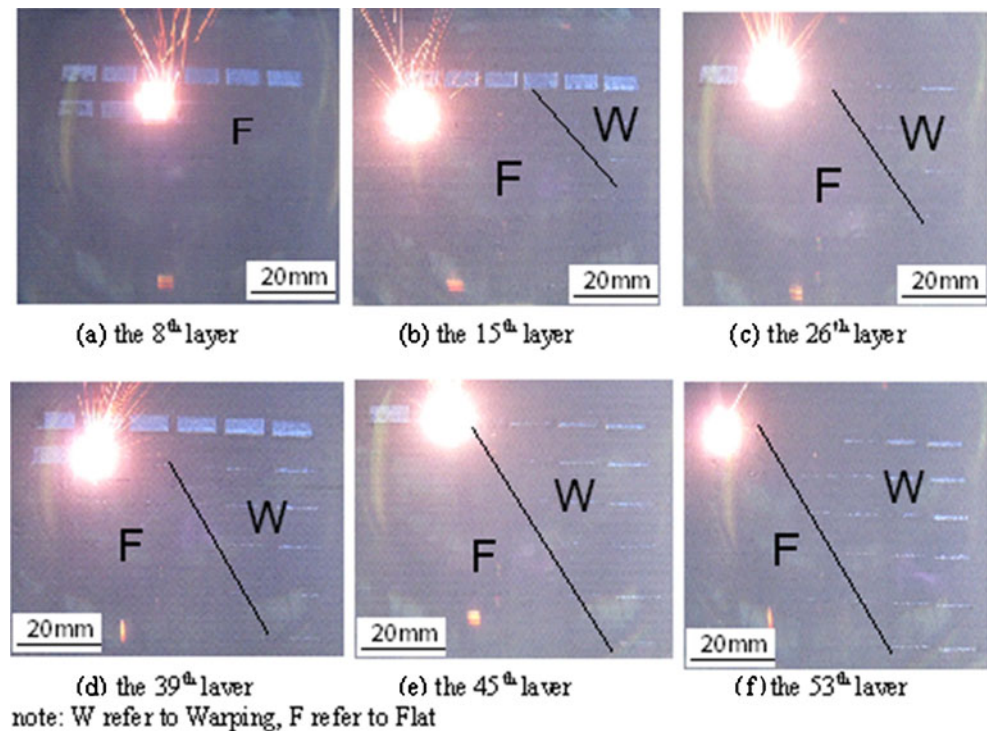 F
20mm
(a) the 8th layer
F
W
20mm
(b) the 15th layer
F
W
20mm
(c) the 26th layer
F
W
20mm
(d) the 39th layer
F
W
20mm
(e) the 45th layer
F
W
20mm
(f) the 53th layer
note: W refer to Warping, F refer to Flat